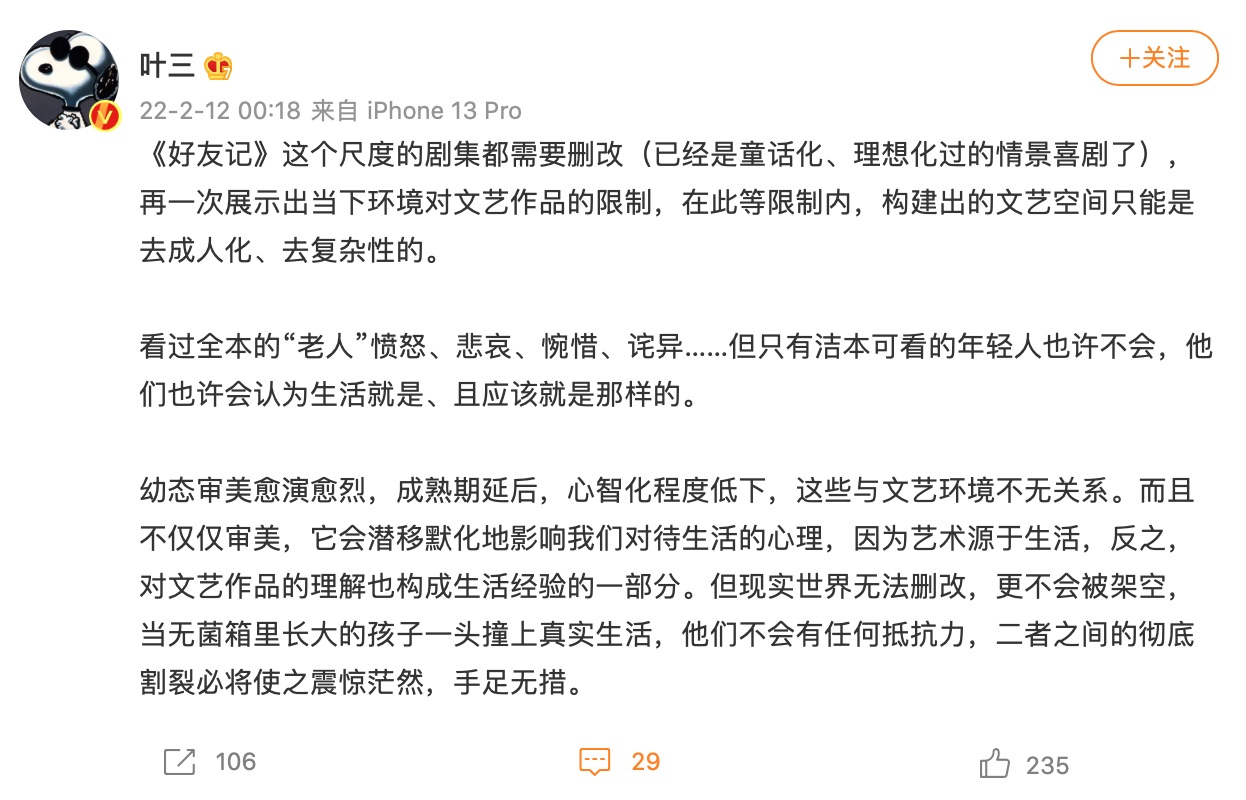 叶三
+关注
22-2-12 00:18 来自 iPhone 13 Pro
《好友记》这个尺度的剧集都需要删改（已经是童话化、理想化过的情景喜剧了），
再一次展示出当下环境对文艺作品的限制，在此等限制内，构建出的文艺空间只能是
去成人化、去复杂性的。
看过全本的“老人”愤怒、悲哀、惋惜、诧异......但只有洁本可看的年轻人也许不会，他
们也许会认为生活就是、且应该就是那样的。
幼态审美愈演愈烈，成熟期延后，心智化程度低下，这些与文艺环境不无关系。而且
不仅仅审美，它会潜移默化地影响我们对待生活的心理，因为艺术源于生活，反之，
对文艺作品的理解也构成生活经验的一部分。但现实世界无法删改，更不会被架空，
当无菌箱里长大的孩子一头撞上真实生活，他们不会有任何抵抗力，二者之间的彻底
割裂必将使之震惊茫然，手足无措。
106
29
235